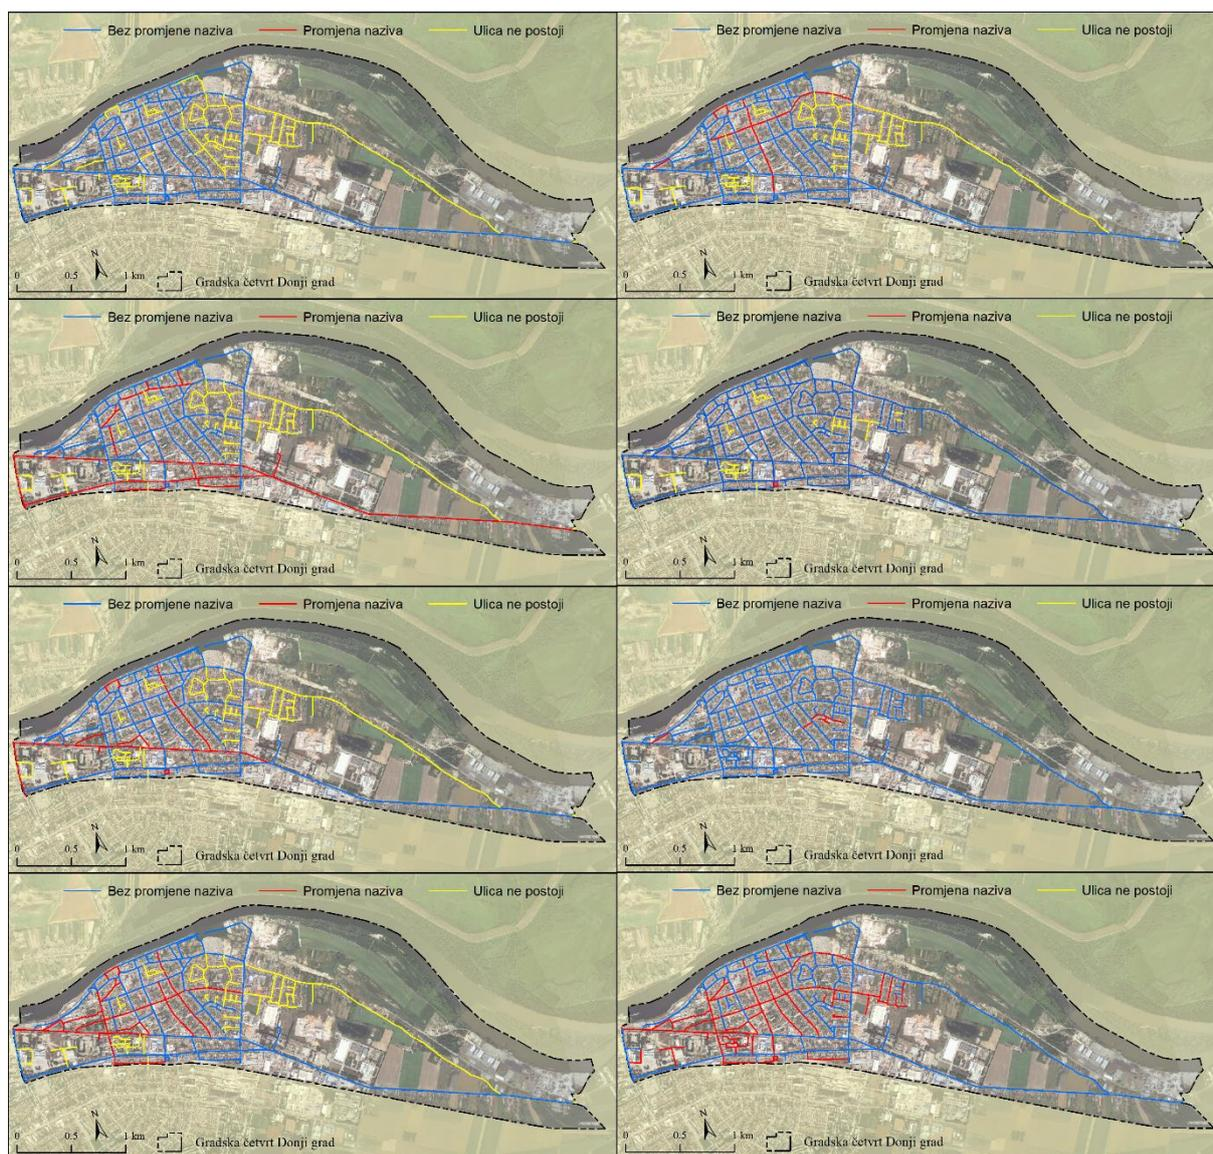 Bez promjene naziva Promjena naziva Ulica ne postoji
N
0 0.5 1 km
Gradska četvrt Donji grad
Bez promjene naziva Promjena naziva Ulica ne postoji
N
0 0.5 1 km
Gradska četvrt Donji grad
Bez promjene naziva Promjena naziva Ulica ne postoji
N
0 0.5 1 km
Gradska četvrt Donji grad
Bez promjene naziva Promjena naziva Ulica ne postoji
N
0 0.5 1 km
Gradska četvrt Donji grad
Bez promjene naziva Promjena naziva Ulica ne postoji
N
0 0.5 1 km
Gradska četvrt Donji grad
Bez promjene naziva Promjena naziva Ulica ne postoji
N
0 0.5 1 km
Gradska četvrt Donji grad
Bez promjene naziva Promjena naziva Ulica ne postoji
N
0 0.5 1 km
Gradska četvrt Donji grad
Bez promjene naziva Promjena naziva Ulica ne postoji
N
0 0.5 1 km
Gradska četvrt Donji grad